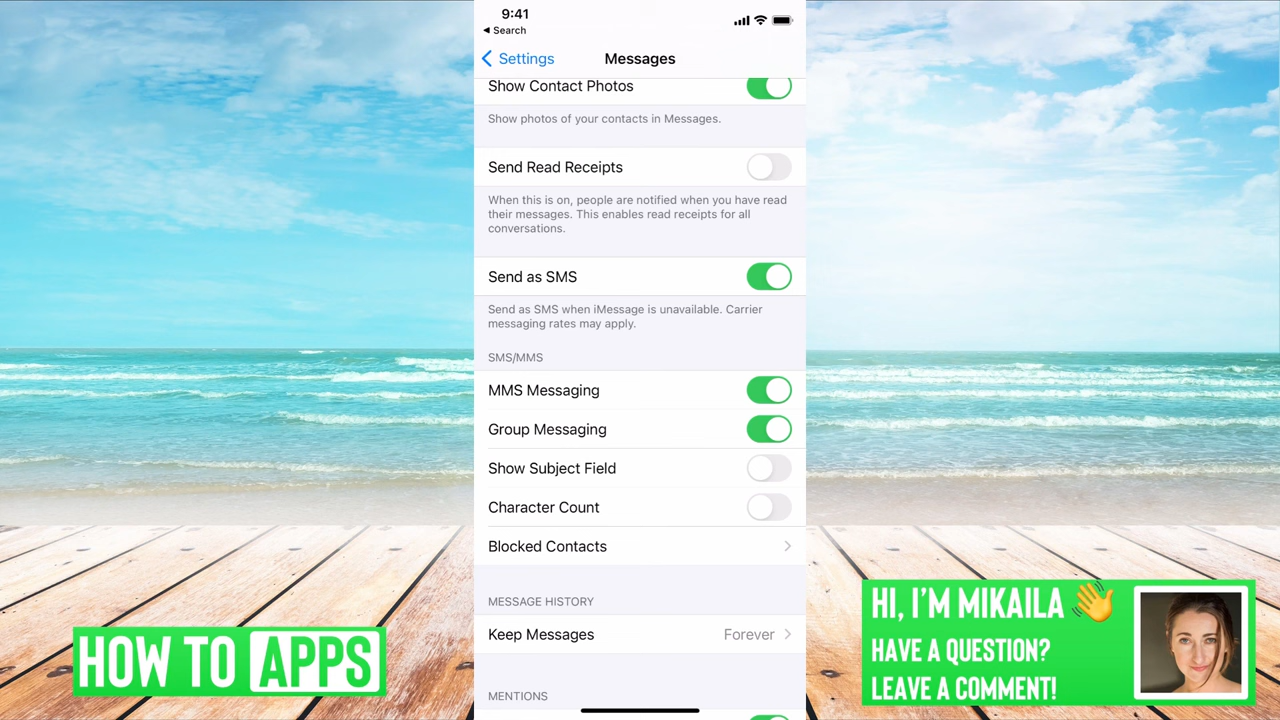 9:41
Search
Settings
Messages
Show Contact Photos
Show photos of your contacts in Messages.
Send Read Receipts
When this is on, people are notified when you have read
their messages. This enables read receipts for all
conversations.
Send as SMS
Send as SMS when iMessage is unavailable. Carrier
messaging rates may apply.
SMS/MMS
MMS Messaging
Group Messaging
Show Subject Field
Character Count
Blocked Contacts
MESSAGE HISTORY
Keep Messages Forever
MENTIONS
HOW TO APPS
HI, I'M MIKAILA 👋
HAVE A QUESTION?
LEAVE A COMMENT!